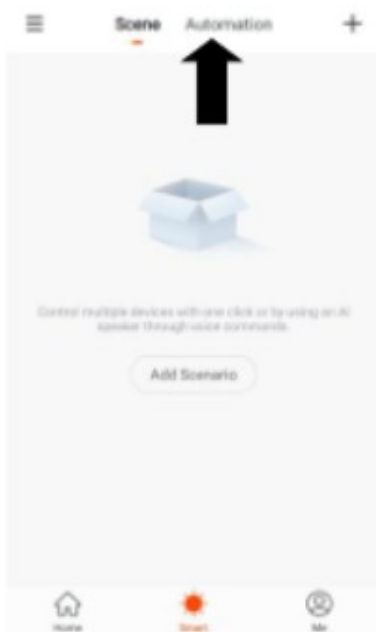 Scene Automation
Control multiple devices with one click or by using an AI
speaker through voice commands.
Add Scenario
Home Smart Me